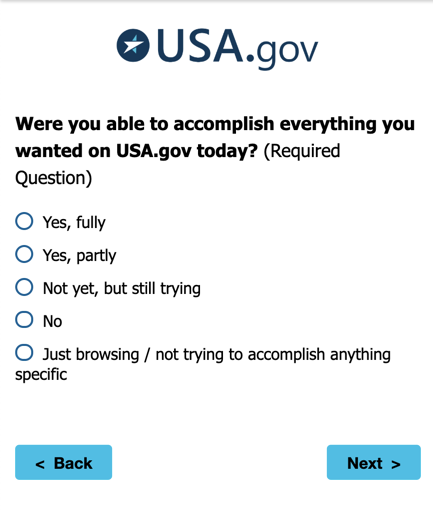 USA.gov
Were you able to accomplish everything you
wanted on USA.gov today? (Required
Question)
Yes, fully
Yes, partly
Not yet, but still trying
No
Just browsing / not trying to accomplish anything
specific
< Back
Next >